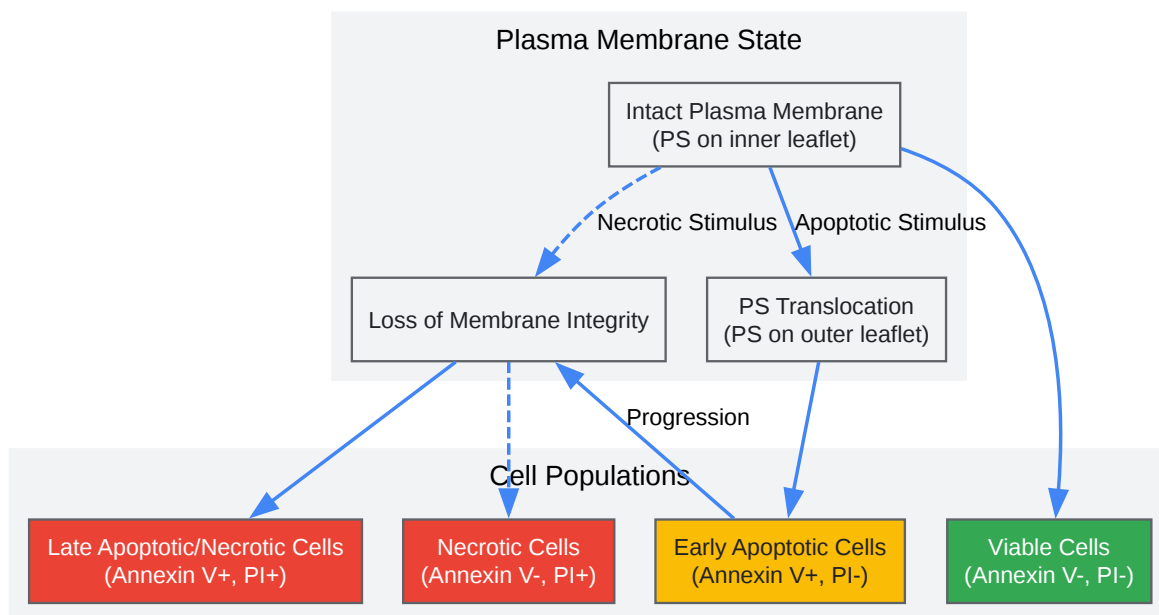 Plasma Membrane State
Intact Plasma Membrane
(PS on inner leaflet)
Necrotic Stimulus
Apoptotic Stimulus
Loss of Membrane Integrity
PS Translocation
(PS on outer leaflet)
Progression
Cell Populations
Late Apoptotic/Necrotic Cells
(Annexin V+, PI+)
Necrotic Cells
(Annexin V-, PI+)
Early Apoptotic Cells
(Annexin V+, PI-)
Viable Cells
(Annexin V-, PI-)